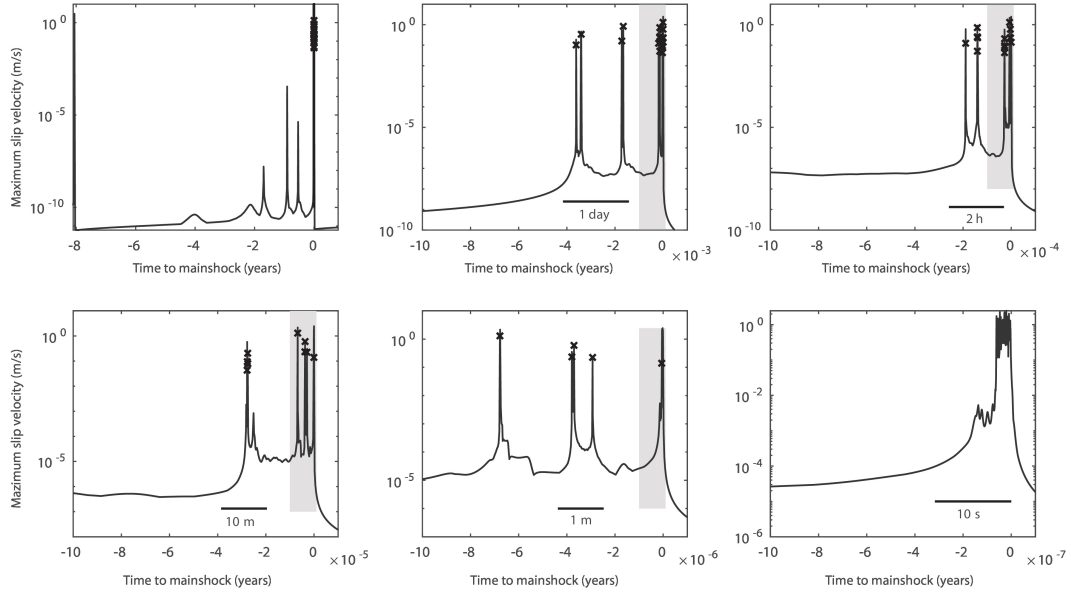 Maximum slip velocity (m/s)
10^0
10^-5
10^-10
-8 -6 -4 -2 0
Time to mainshock (years)
10^0
10^-5
10^-10
1 day
-10 -8 -6 -4 -2 0
× 10^-3
Time to mainshock (years)
10^0
10^-5
10^-10
2 h
-10 -8 -6 -4 -2 0
× 10^-4
Time to mainshock (years)
Mazimum slip velocity (m/s)
10^0
10^-5
10 m
-10 -8 -6 -4 -2 0
× 10^-5
Time to mainshock (years)
10^0
10^-5
1 m
-10 -8 -6 -4 -2 0
× 10^-6
Time to mainshock (years)
10^0
10^-2
10^-4
10^-6
10 s
-10 -8 -6 -4 -2 0
× 10^-7
Time to mainshock (years)